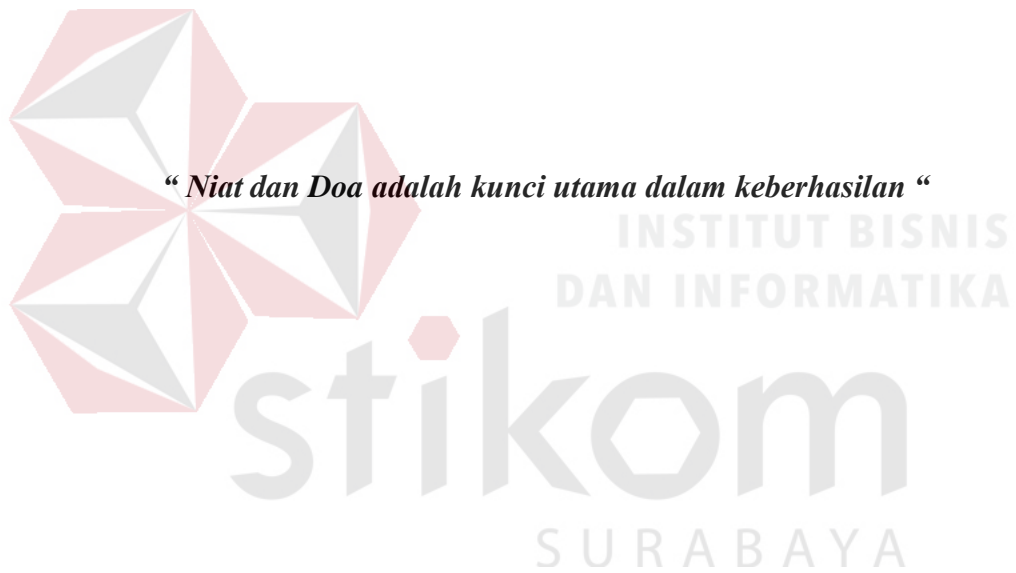 “ Niat dan Doa adalah kunci utama dalam keberhasilan “
INSTITUT BISNIS
DAN INFORMATIKA
stikom
SURABAYA